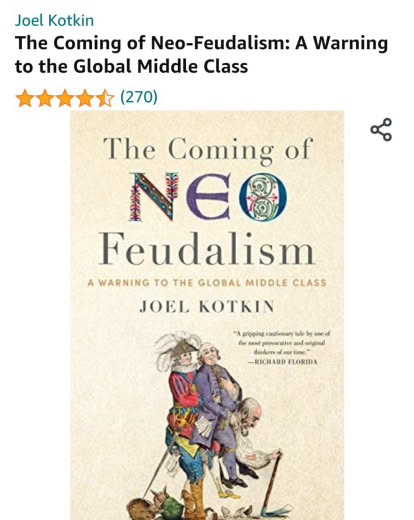 Joel Kotkin
The Coming of Neo-Feudalism: A Warning
to the Global Middle Class
(270)
The Coming of
NEO
Feudalism
A WARNING TO THE GLOBAL MIDDLE CLASS
JOEL KOTKIN
"A gripping cautionary tale by one of
the most provocative and original
thinkers of our time."
—RICHARD FLORIDA